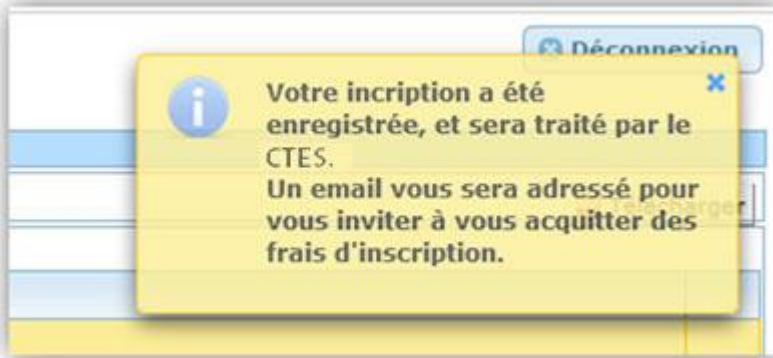 Déconnexion
Votre incription a été
enregistrée, et sera traité par le
CTES.
Un email vous sera adressé pour
vous inviter à vous acquitter des
frais d'inscription.
Télécharger